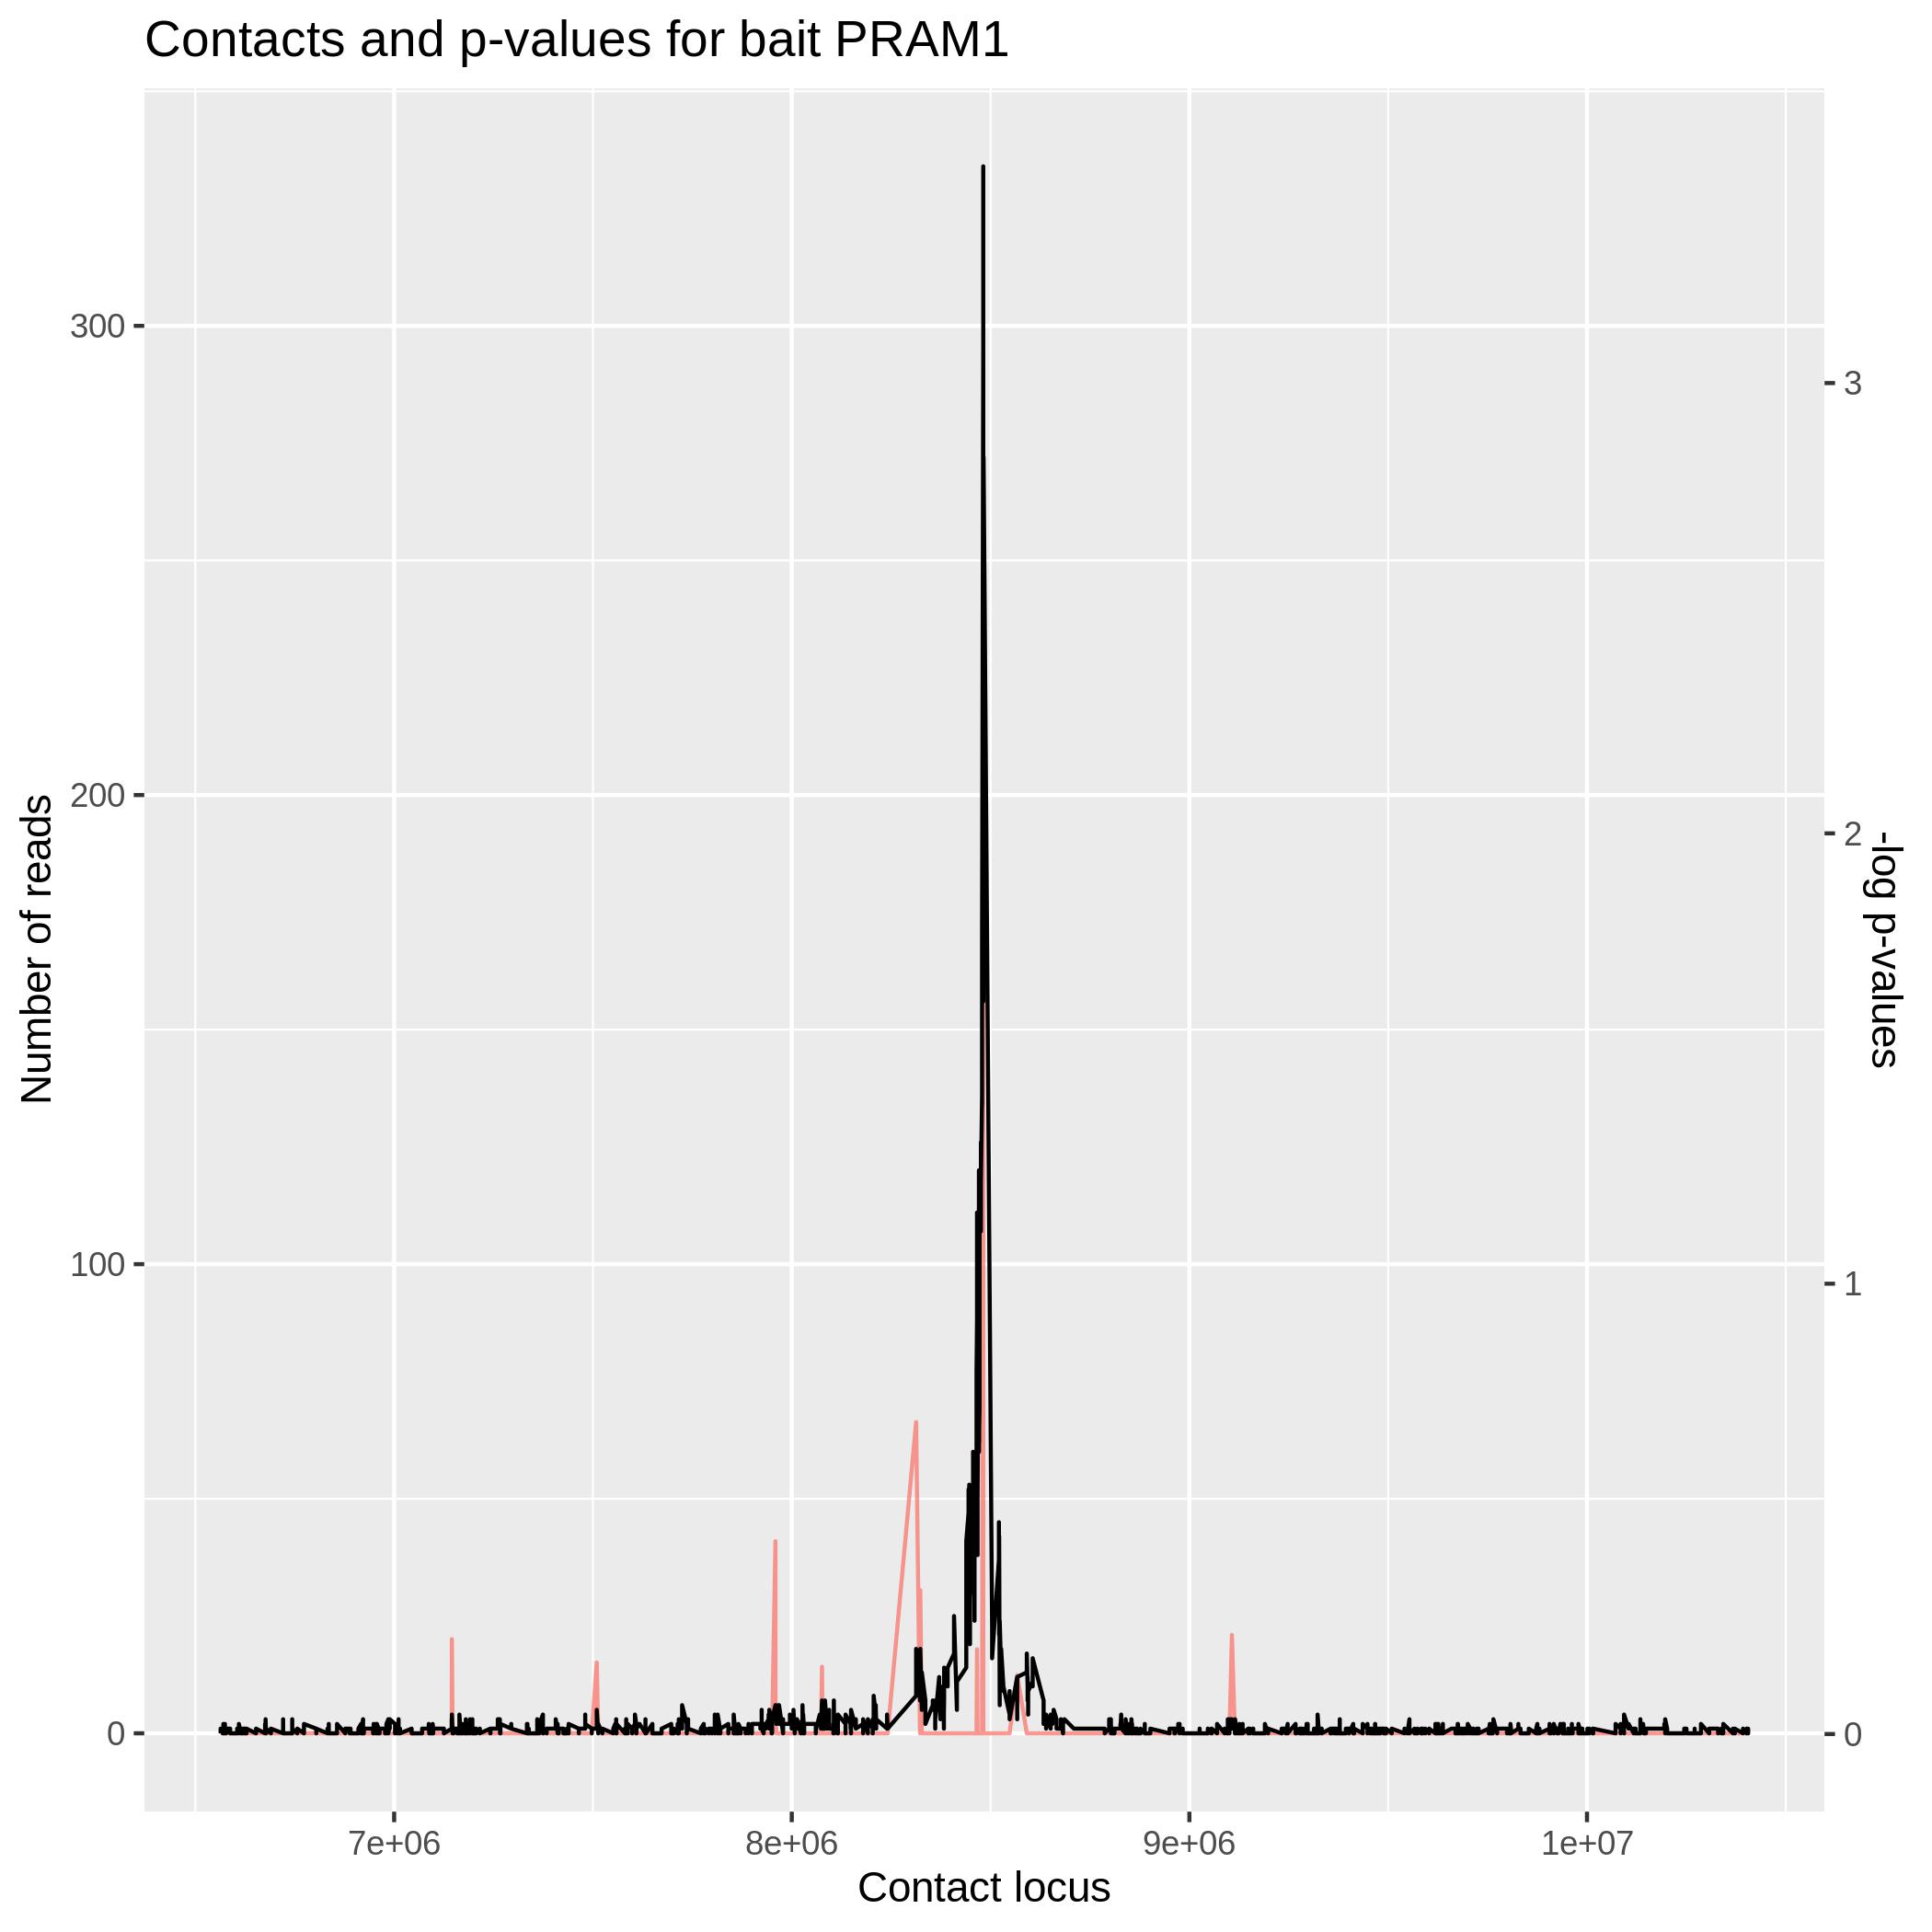 Contacts and p-values for bait PRAM1
Number of reads
300
200
100
0
3
2
1
0
-log p-values
7e+06
8e+06
9e+06
1e+07
Contact locus